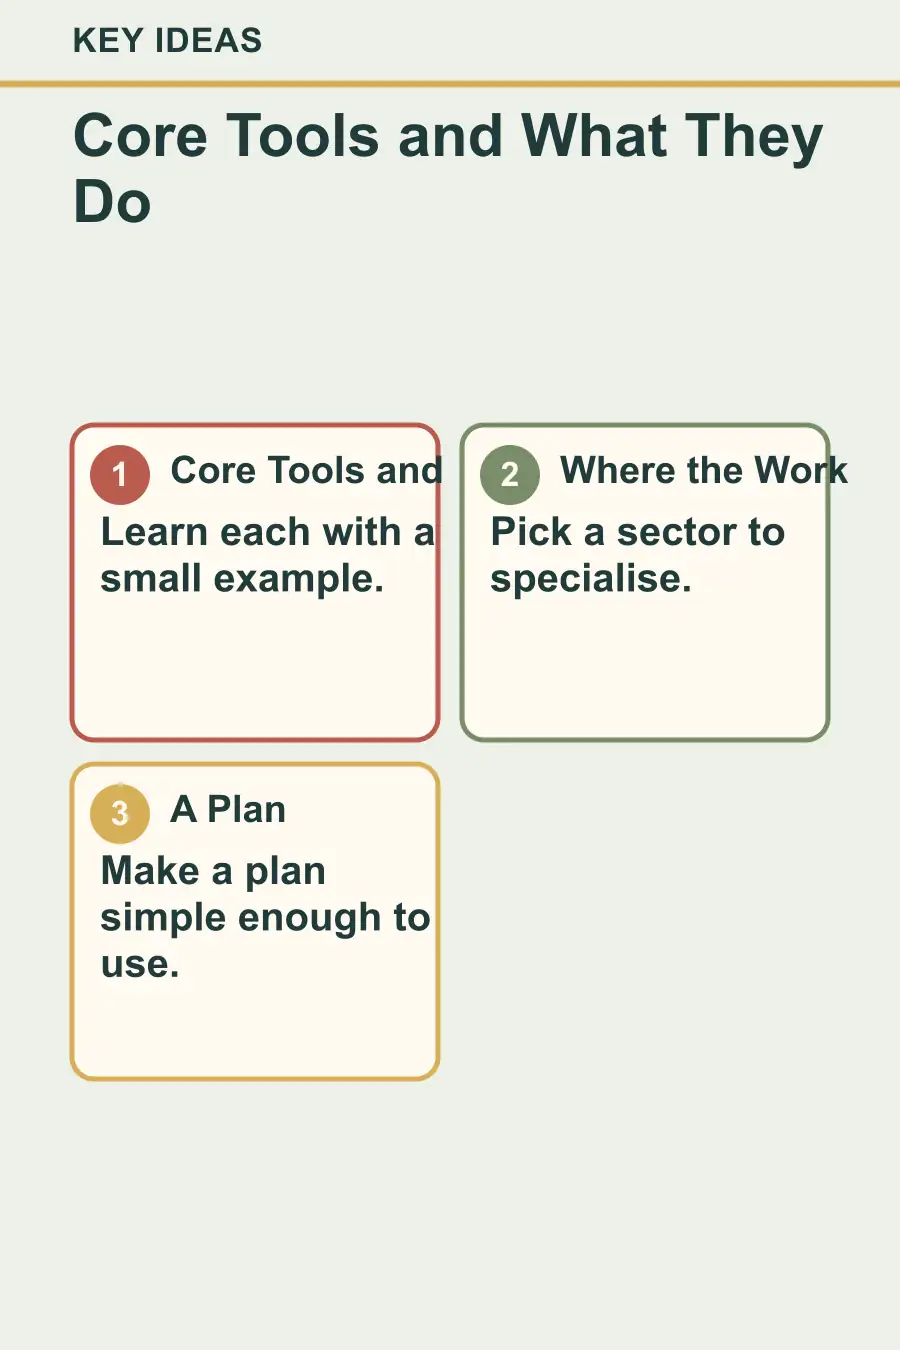 KEY IDEAS
Core Tools and What They
Do
1
Core Tools and
Learn each with a
small example.
2
Where the Work
Pick a sector to
specialise.
3
A Plan
Make a plan
simple enough to
use.